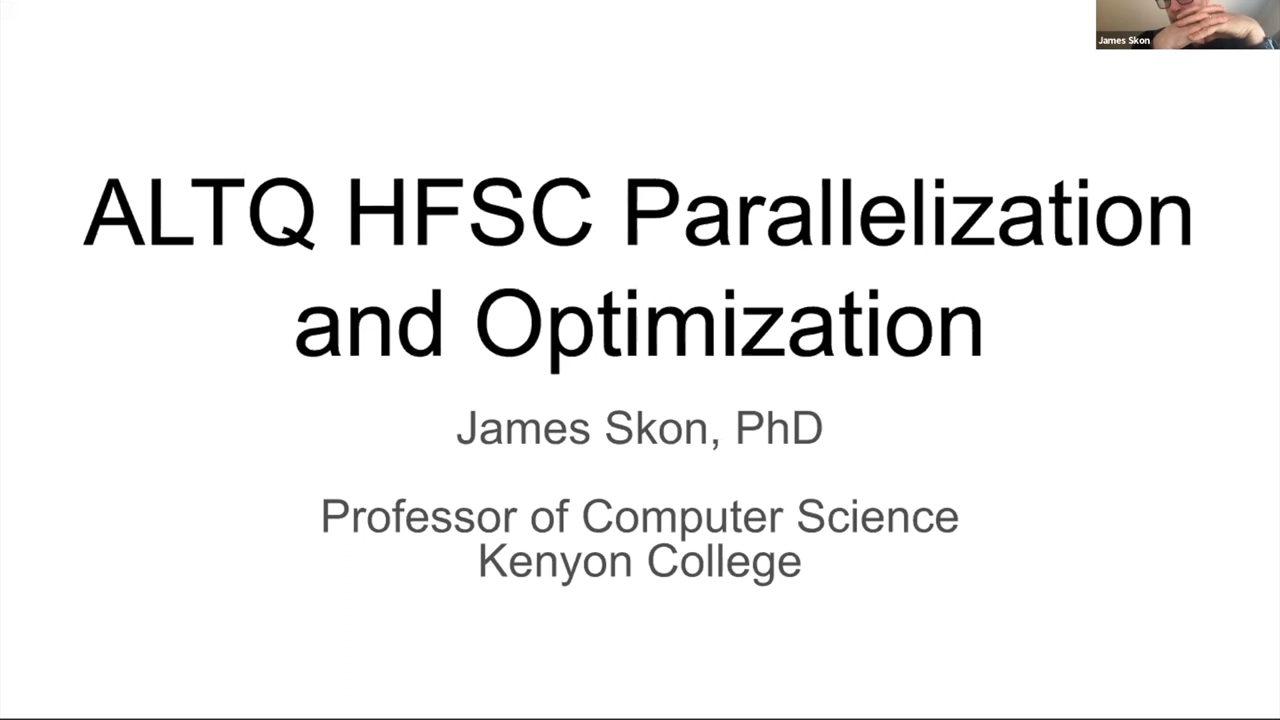 James Skon
ALTQ HFSC Parallelization
and Optimization
James Skon, PhD
Professor of Computer Science
Kenyon College